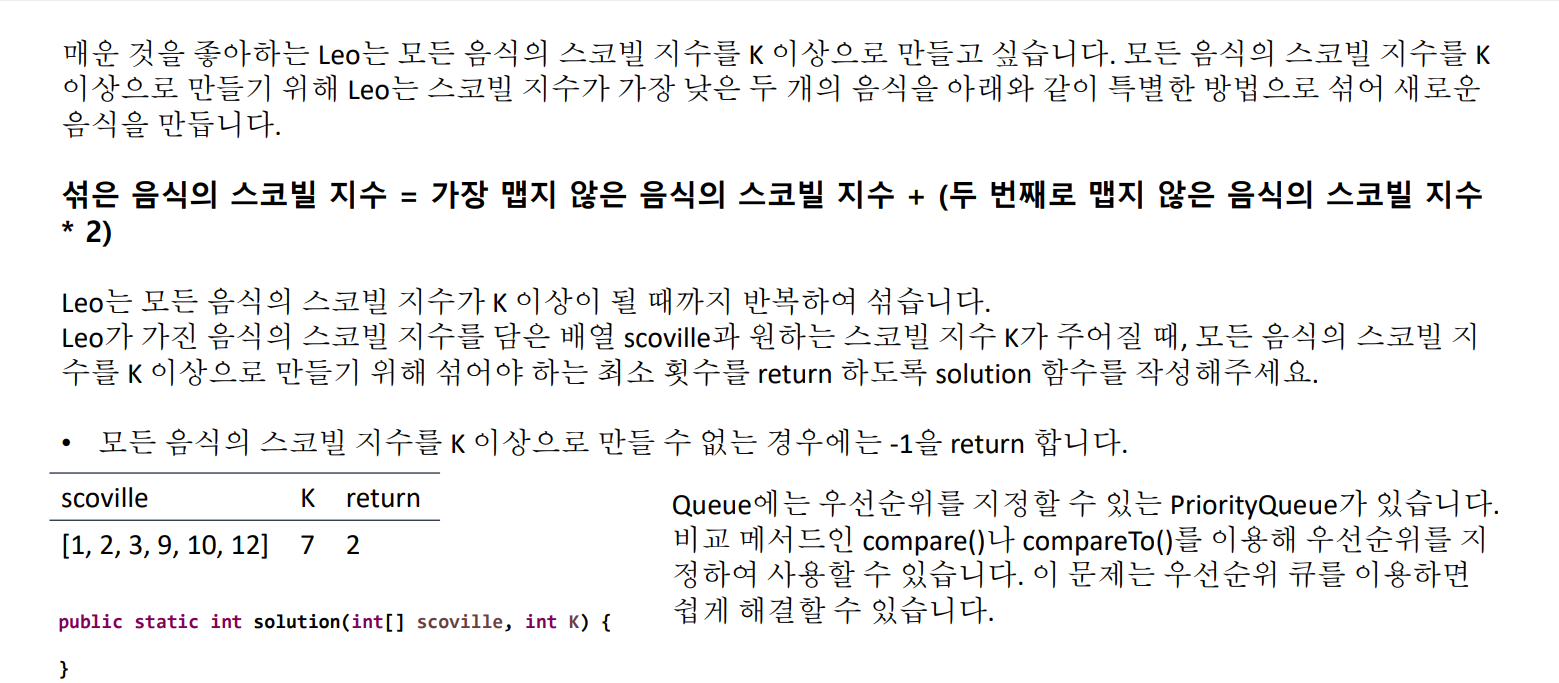 매운 것을 좋아하는 Leo는 모든 음식의 스코빌 지수를 K 이상으로 만들고 싶습니다. 모든 음식의 스코빌 지수를 K
이상으로 만들기 위해 Leo는 스코빌 지수가 가장 낮은 두 개의 음식을 아래와 같이 특별한 방법으로 섞어 새로운
음식을 만듭니다.
섞은 음식의 스코빌 지수 = 가장 맵지 않은 음식의 스코빌 지수 + (두 번째로 맵지 않은 음식의 스코빌 지수
* 2)
Leo는 모든 음식의 스코빌 지수가 K 이상이 될 때까지 반복하여 섞습니다.
Leo가 가진 음식의 스코빌 지수를 담은 배열 scoville과 원하는 스코빌 지수 K가 주어질 때, 모든 음식의 스코빌 지
수를 K 이상으로 만들기 위해 섞어야 하는 최소 횟수를 return 하도록 solution 함수를 작성해주세요.
• 모든 음식의 스코빌 지수를 K 이상으로 만들 수 없는 경우에는 -1을 return 합니다.
scoville K return
[1, 2, 3, 9, 10, 12] 7 2
public static int solution(int[] scoville, int K) {
}
Queue에는 우선순위를 지정할 수 있는 PriorityQueue가 있습니다.
비교 메서드인 compare()나 compareTo()를 이용해 우선순위를 지
정하여 사용할 수 있습니다. 이 문제는 우선순위 큐를 이용하면
쉽게 해결할 수 있습니다.